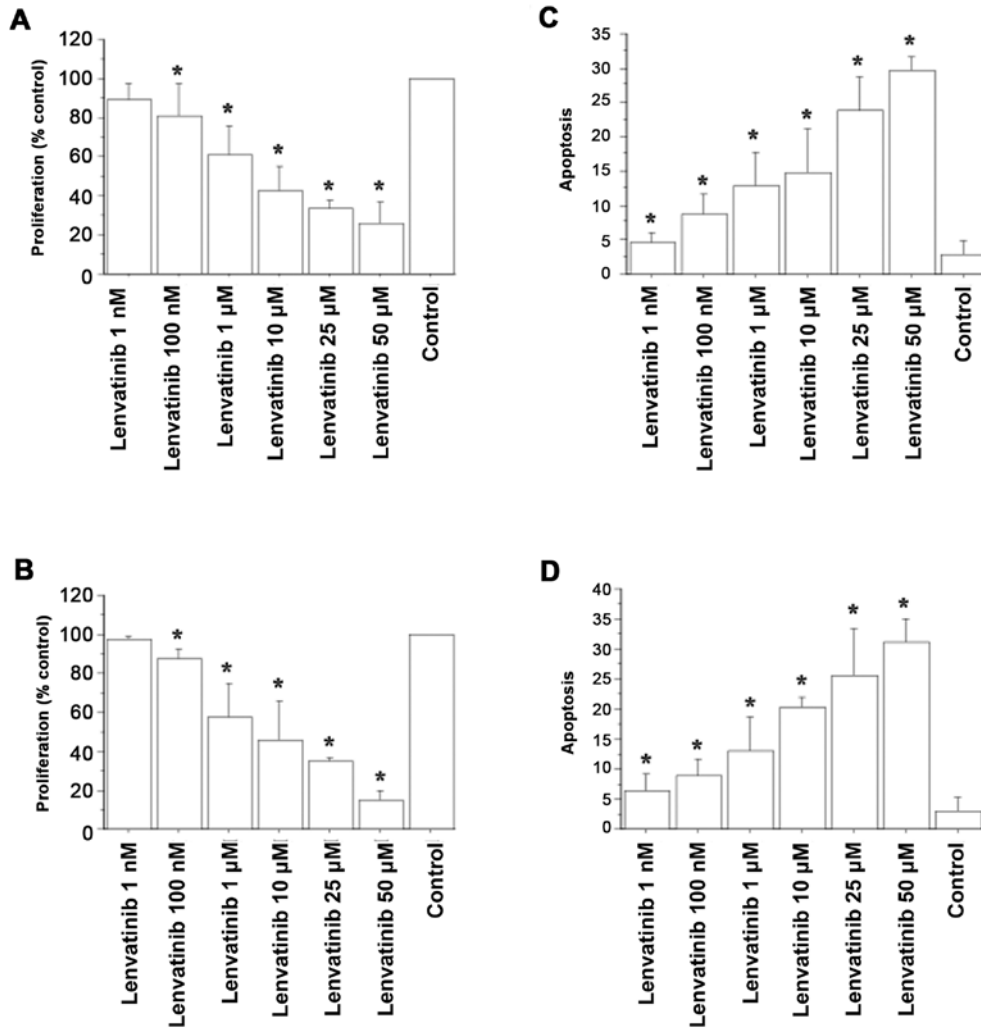 A
Proliferation (% control)
120
100
80
60
40
20
0
*
*
*
*
*
Lenvatinib 1 nM
Lenvatinib 100 nM
Lenvatinib 1 µM
Lenvatinib 10 µM
Lenvatinib 25 µM
Lenvatinib 50 µM
Control
C
Apoptosis
35
30
25
20
15
10
5
0
*
*
*
*
*
*
Lenvatinib 1 nM
Lenvatinib 100 nM
Lenvatinib 1 µM
Lenvatinib 10 µM
Lenvatinib 25 µM
Lenvatinib 50 µM
Control
B
Proliferation (% control)
120
100
80
60
40
20
0
*
*
*
*
*
Lenvatinib 1 nM
Lenvatinib 100 nM
Lenvatinib 1 µM
Lenvatinib 10 µM
Lenvatinib 25 µM
Lenvatinib 50 µM
Control
D
Apoptosis
40
35
30
25
20
15
10
5
0
*
*
*
*
*
*
Lenvatinib 1 nM
Lenvatinib 100 nM
Lenvatinib 1 µM
Lenvatinib 10 µM
Lenvatinib 25 µM
Lenvatinib 50 µM
Control